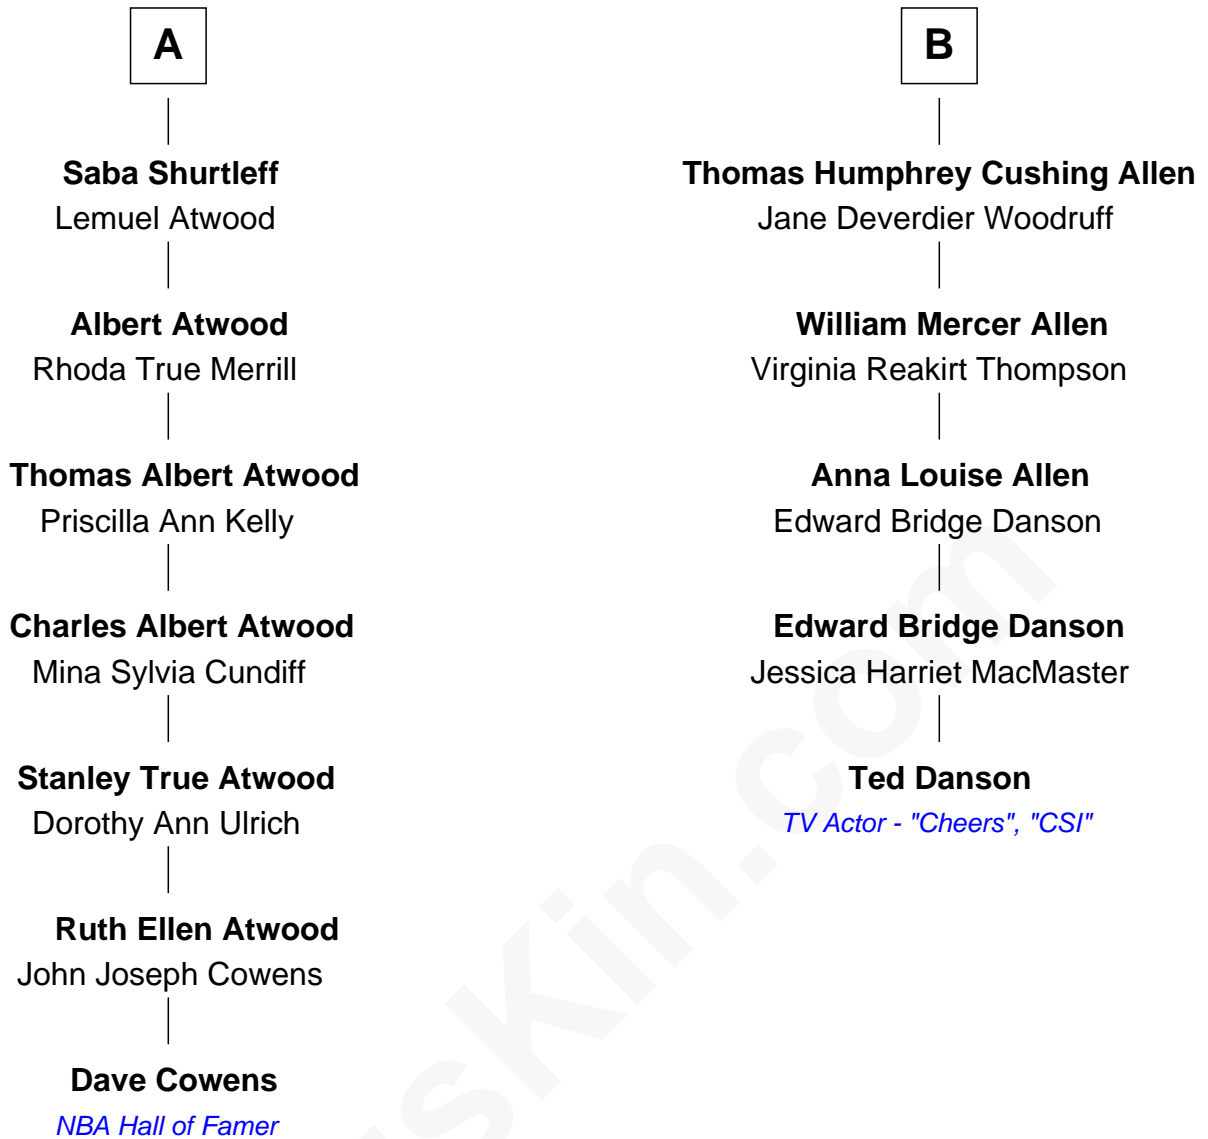 A
Saba Shurtleff
Lemuel Atwood
Albert Atwood
Rhoda True Merrill
Thomas Albert Atwood
Priscilla Ann Kelly
Charles Albert Atwood
Mina Sylvia Cundiff
Stanley True Atwood
Dorothy Ann Ulrich
Ruth Ellen Atwood
John Joseph Cowens
Dave Cowens
NBA Hall of Famer
B
Thomas Humphrey Cushing Allen
Jane Deverdier Woodruff
William Mercer Allen
Virginia Reakirt Thompson
Anna Louise Allen
Edward Bridge Danson
Edward Bridge Danson
Jessica Harriet MacMaster
Ted Danson
TV Actor - "Cheers", "CSI"
sKin.com